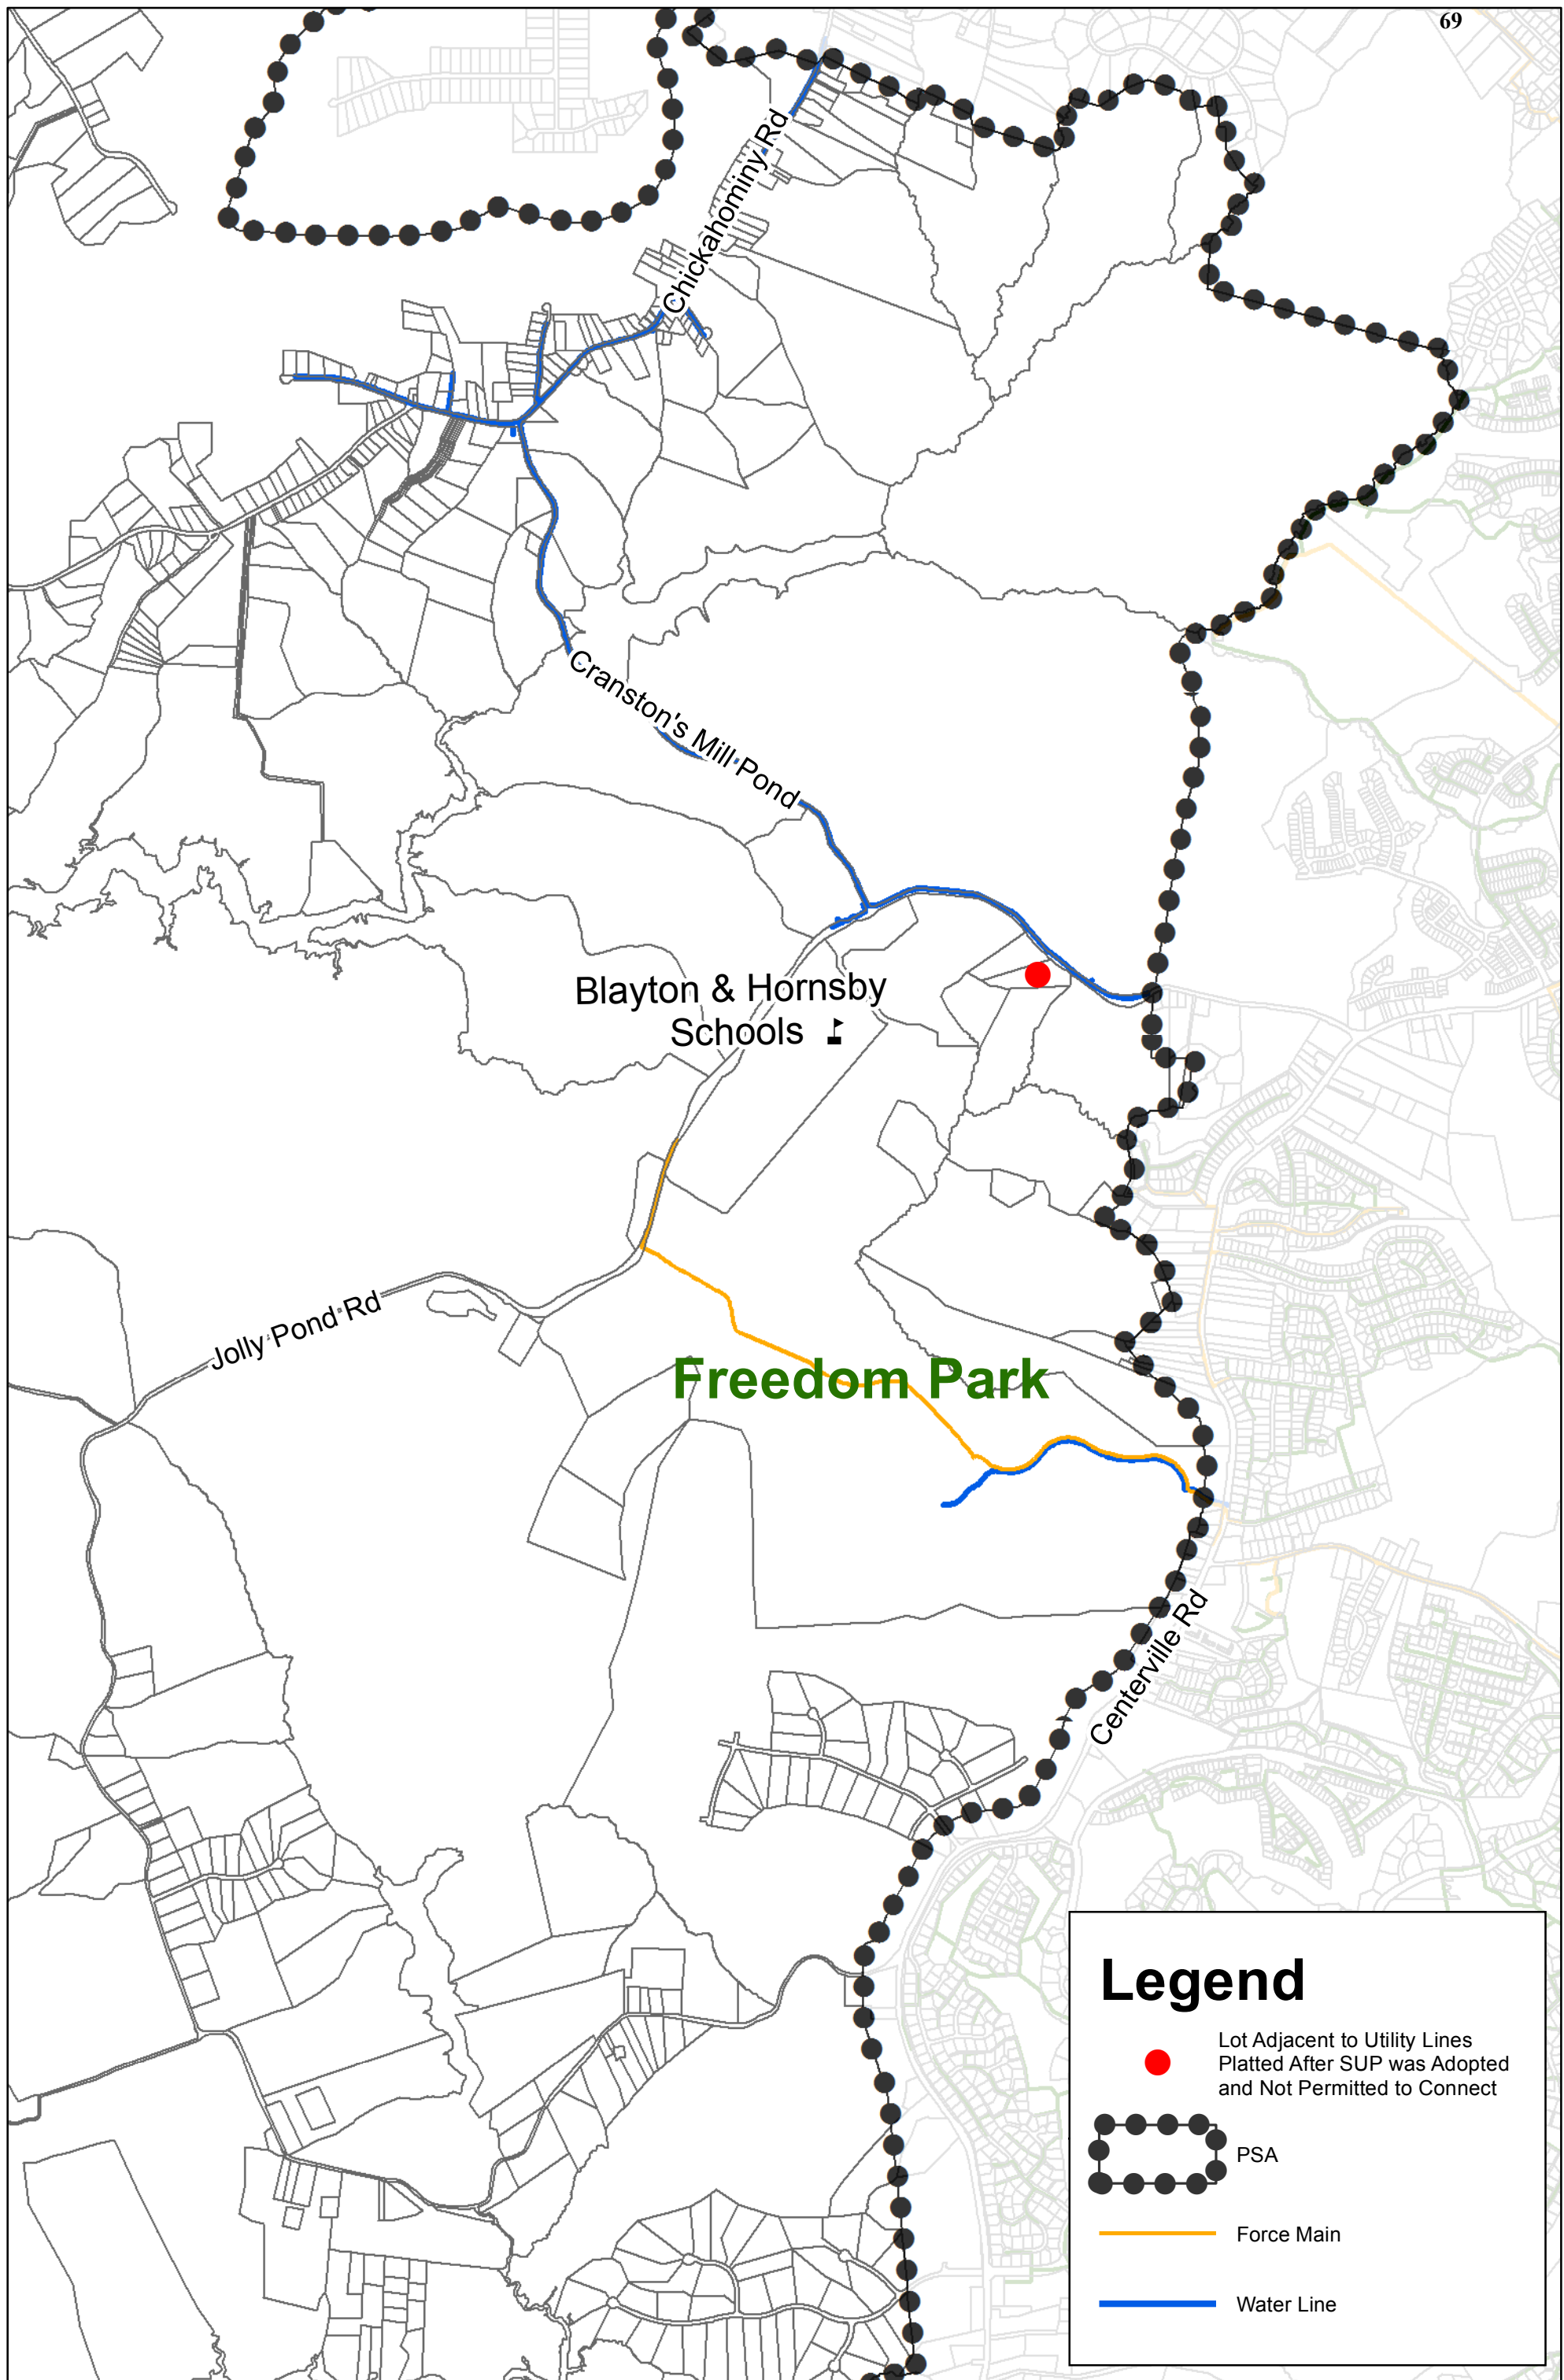 69
Chickahominy Rd
Cranston's Mill Pond
Blayton & Hornsby
Schools
Jolly Pond Rd
Freedom Park
Centerville Rd
Legend
Lot Adjacent to Utility Lines
Platted After SUP was Adopted
and Not Permitted to Connect
PSA
Force Main
Water Line